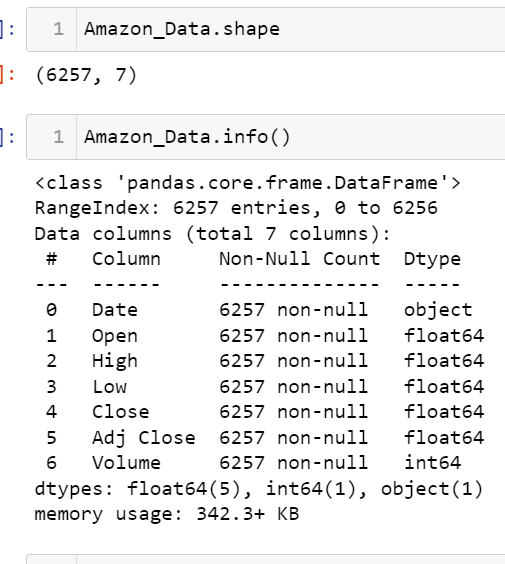 ]: 1 Amazon_Data.shape
]: (6257, 7)
]: 1 Amazon_Data.info()
<class 'pandas.core.frame.DataFrame'>
RangeIndex: 6257 entries, 0 to 6256
Data columns (total 7 columns):
 #   Column     Non-Null Count  Dtype
---  ------     --------------  -----
 0   Date       6257 non-null   object
 1   Open       6257 non-null   float64
 2   High       6257 non-null   float64
 3   Low        6257 non-null   float64
 4   Close      6257 non-null   float64
 5   Adj Close  6257 non-null   float64
 6   Volume     6257 non-null   int64
dtypes: float64(5), int64(1), object(1)
memory usage: 342.3+ KB